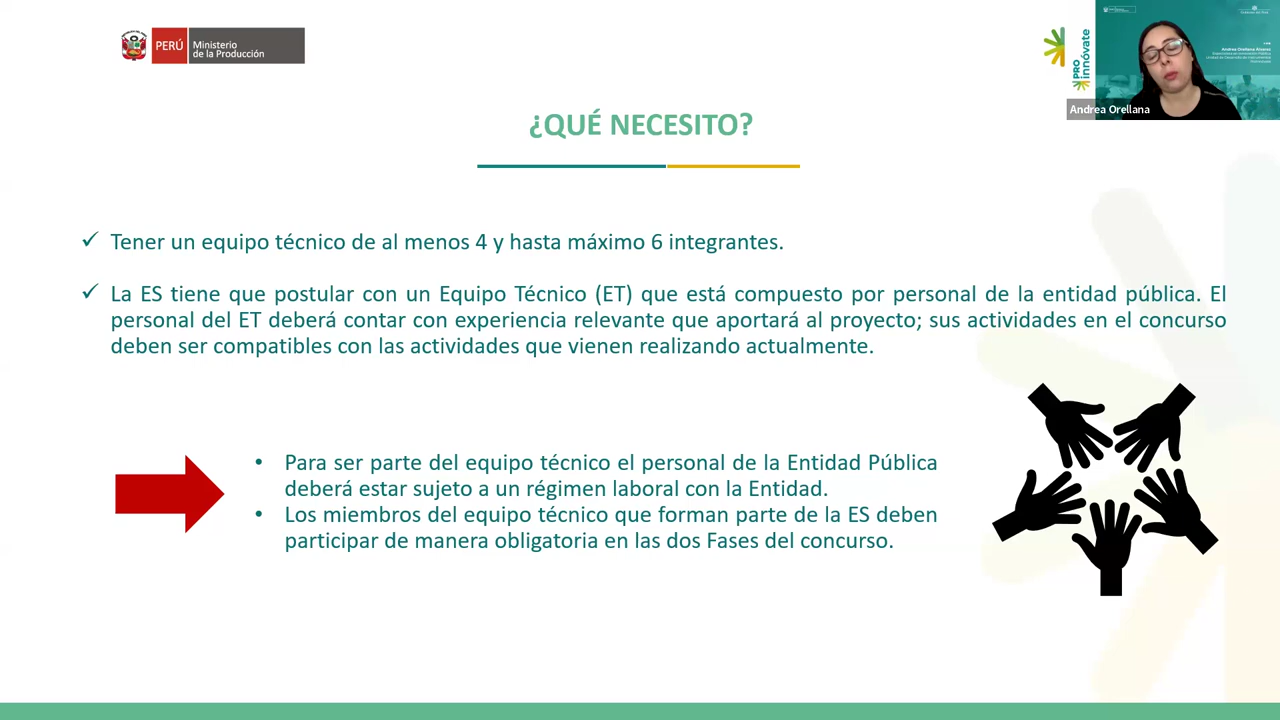 PERÚ
Ministerio
de la Producción
PRO
innóvate
Andrea Orellana Alvarez
Andrea Orellana
¿QUÉ NECESITO?
✓ Tener un equipo técnico de al menos 4 y hasta máximo 6 integrantes.
✓ La ES tiene que postular con un Equipo Técnico (ET) que está compuesto por personal de la entidad pública. El
personal del ET deberá contar con experiencia relevante que aportará al proyecto; sus actividades en el concurso
deben ser compatibles con las actividades que vienen realizando actualmente.
• Para ser parte del equipo técnico el personal de la Entidad Pública
deberá estar sujeto a un régimen laboral con la Entidad.
• Los miembros del equipo técnico que forman parte de la ES deben
participar de manera obligatoria en las dos Fases del concurso.